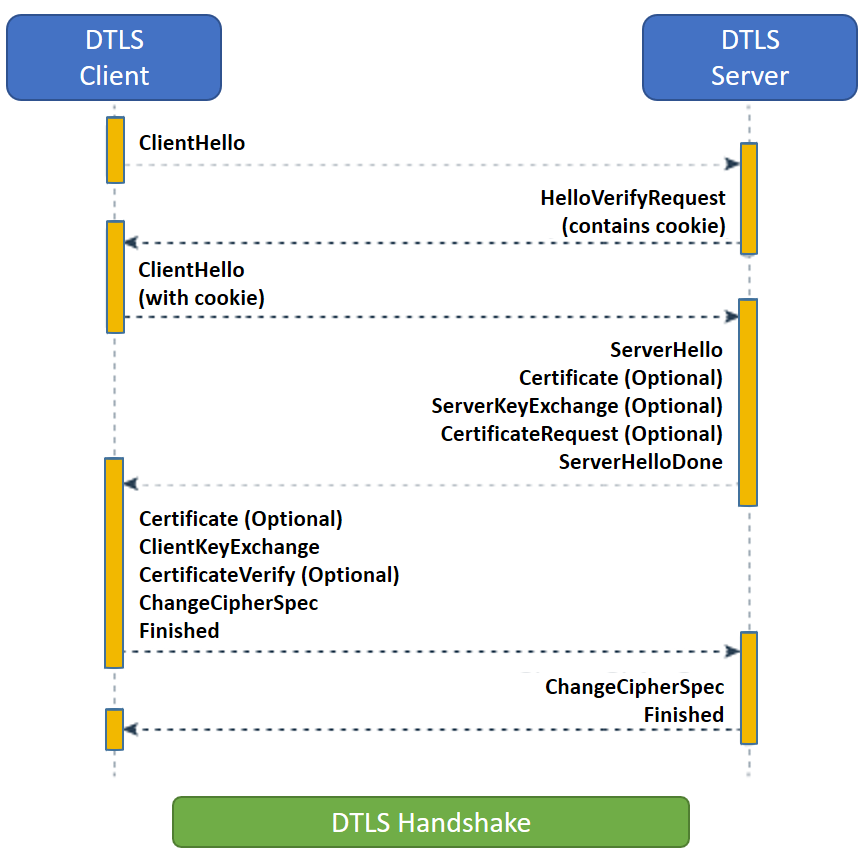 DTLS
Client
DTLS
Server
ClientHello
HelloVerifyRequest
(contains cookie)
ClientHello
(with cookie)
ServerHello
Certificate (Optional)
ServerKeyExchange (Optional)
CertificateRequest (Optional)
ServerHelloDone
Certificate (Optional)
ClientKeyExchange
CertificateVerify (Optional)
ChangeCipherSpec
Finished
ChangeCipherSpec
Finished
DTLS Handshake